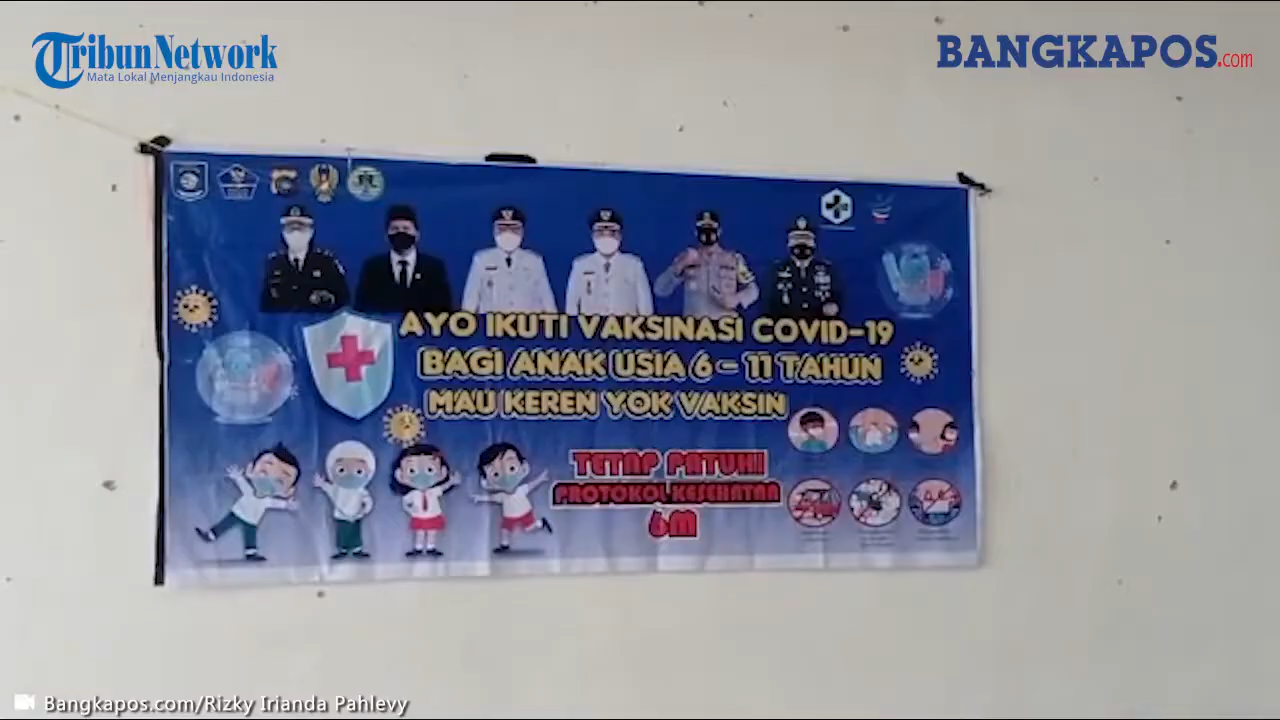 TribunNetwork
Mata Lokal Menjangkau Indonesia
BANGKAPOS.com
AYO IKUTI VAKSINASI COVID-19
BAGI ANAK USIA 6 - 11 TAHUN
MAU KEREN YOK VAKSIN
TETAP PATUHI
PROTOKOL KESEHATAN
6M
Bangkapos.com/Rizky Irianda Pahlevy